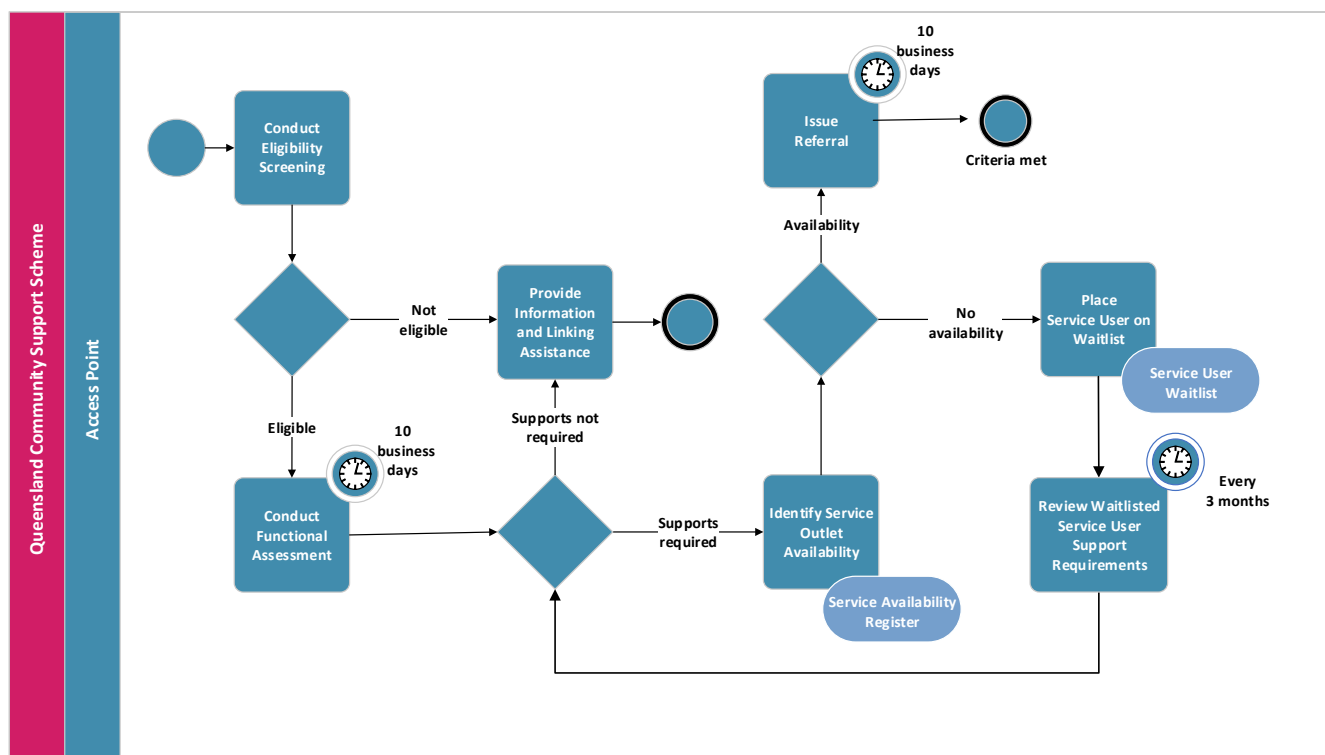 Queensland Community Support Scheme
Access Point
Conduct
Eligibility
Screening
Not
eligible
Eligible
10
business
days
Conduct
Functional
Assessment
Provide
Information
and Linking
Assistance
Supports not
required
Supports
required
Identify Service
Outlet
Availability
Service Availability
Register
Availability
Issue
Referral
10
business
days
Criteria met
No
availability
Place
Service User on
Waitlist
Service User
Waitlist
Every
3 months
Review Waitlisted
Service User
Support
Requirements